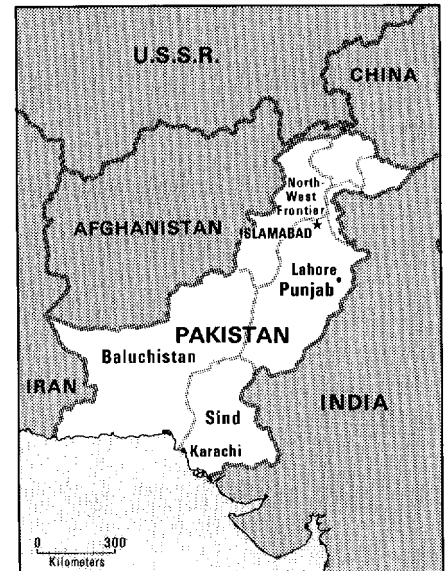 U.S.S.R.
CHINA
North-
West
Frontier
AFGHANISTAN
ISLAMABAD
Lahore
Punjab
PAKISTAN
Baluchistan
IRAN
INDIA
Sind
Karachi
0 300
Kilometers